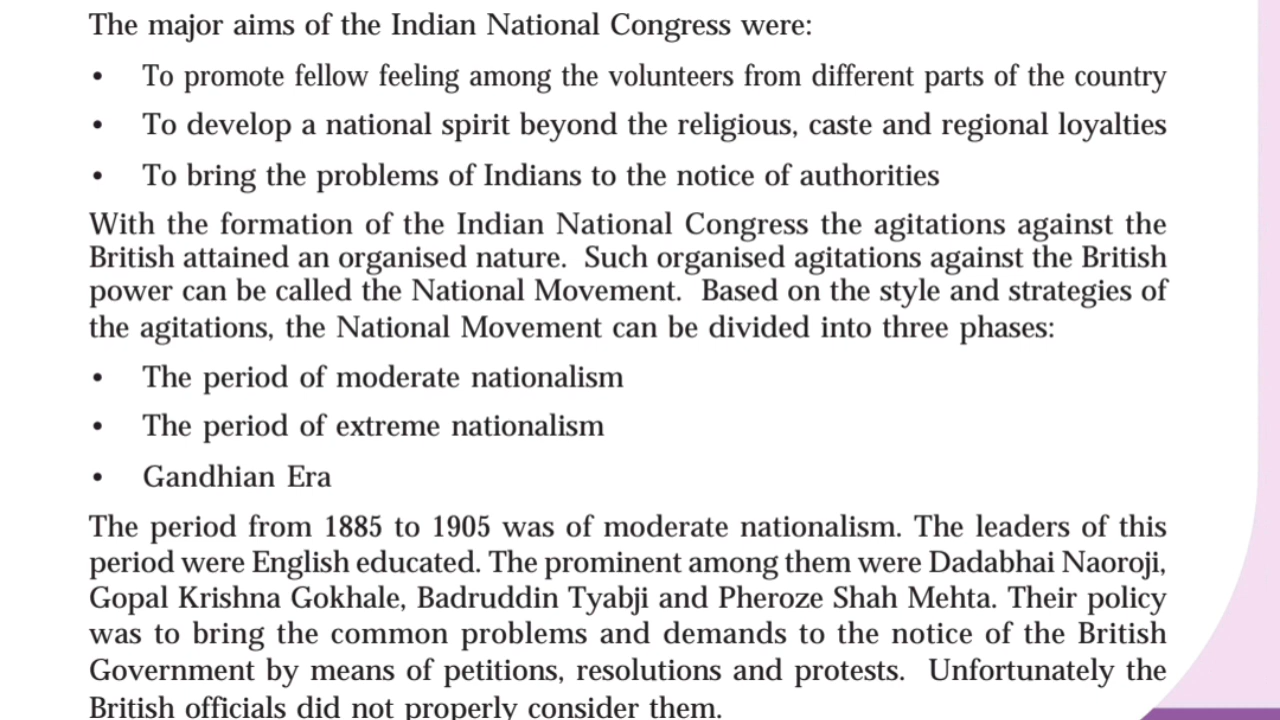 The major aims of the Indian National Congress were:
• To promote fellow feeling among the volunteers from different parts of the country
• To develop a national spirit beyond the religious, caste and regional loyalties
• To bring the problems of Indians to the notice of authorities
With the formation of the Indian National Congress the agitations against the
British attained an organised nature. Such organised agitations against the British
power can be called the National Movement. Based on the style and strategies of
the agitations, the National Movement can be divided into three phases:
• The period of moderate nationalism
• The period of extreme nationalism
• Gandhian Era
The period from 1885 to 1905 was of moderate nationalism. The leaders of this
period were English educated. The prominent among them were Dadabhai Naoroji,
Gopal Krishna Gokhale, Badruddin Tyabji and Pheroze Shah Mehta. Their policy
was to bring the common problems and demands to the notice of the British
Government by means of petitions, resolutions and protests. Unfortunately the
British officials did not properly consider them.